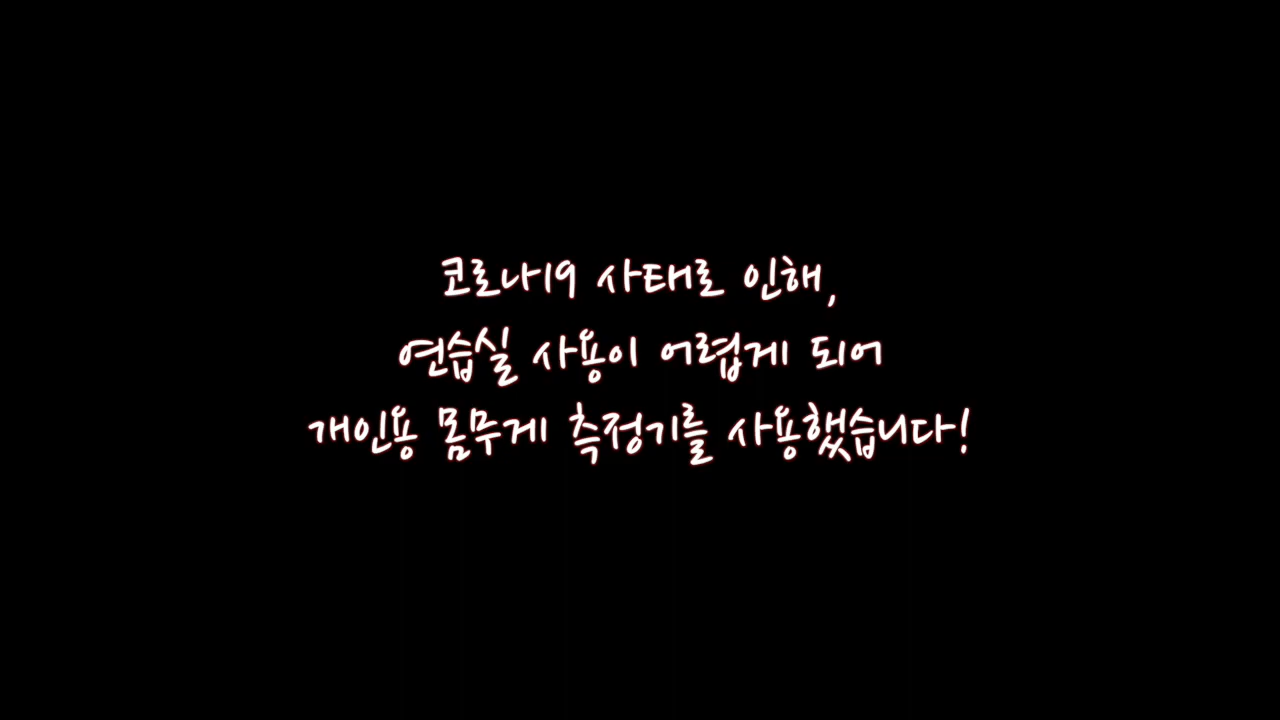 코로나19 사태로 인해,
연습실 사용이 어렵게 되어
개인용 몸무게 측정기를 사용했습니다!